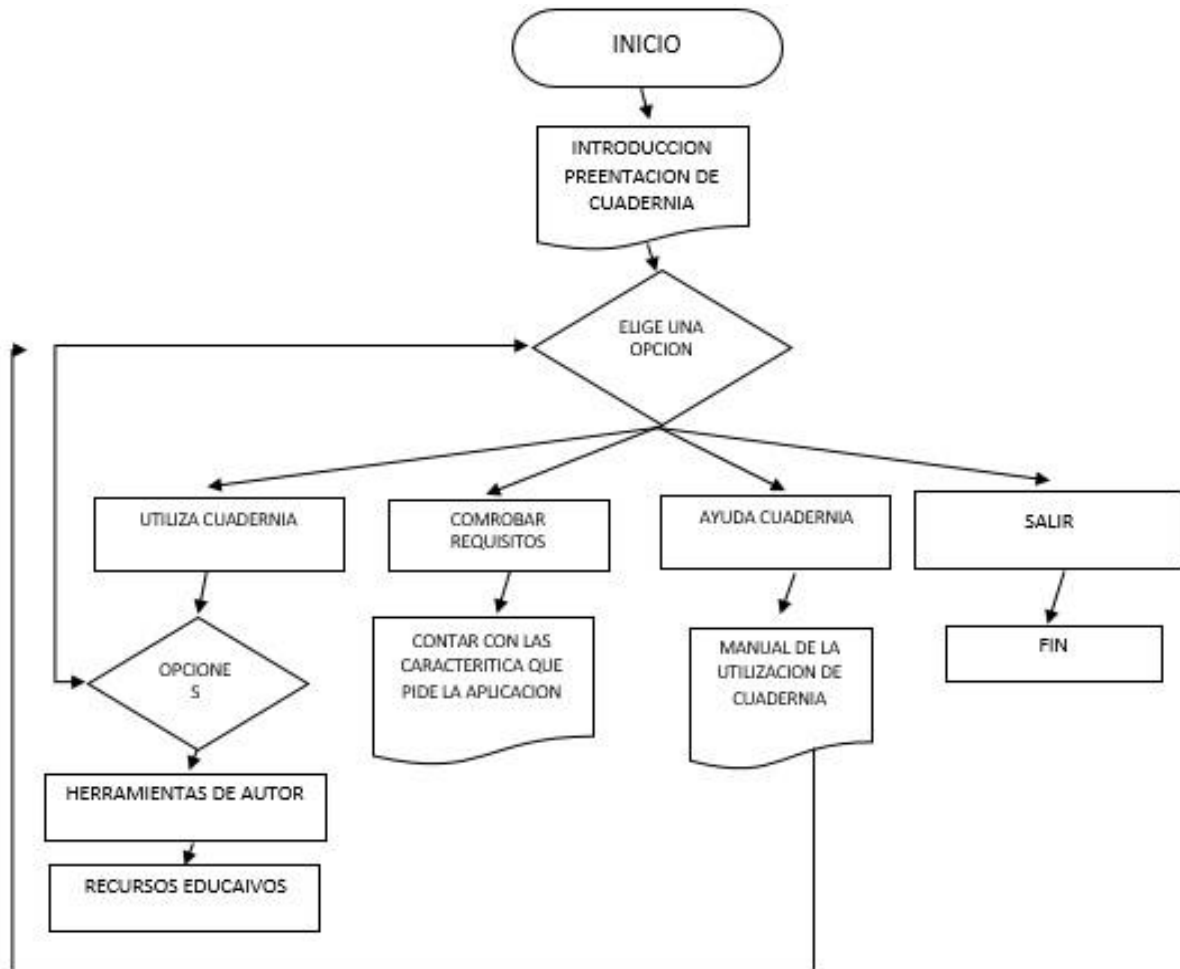 INICIO
INTRODUCCION
PREENTACION DE
CUADERNIA
ELIGE UNA
OPCION
UTILIZA CUADERNIA
COMROBAR
REQUISITOS
AYUDA CUADERNIA
SALIR
OPCIONE
S
CONTAR CON LAS
CARACTERITICA QUE
PIDE LA APLICACION
MANUAL DE LA
UTILIZACION DE
CUADERNIA
FIN
HERRAMIENTAS DE AUTOR
RECURSOS EDUCAIVOS